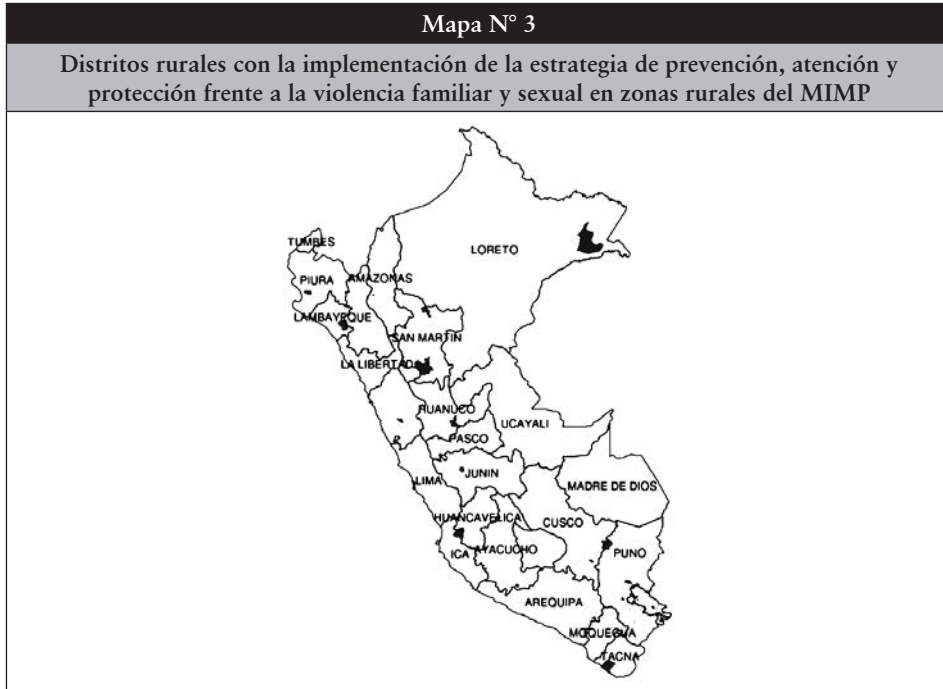 Mapa N° 3
Distritos rurales con la implementación de la estrategia de prevención, atención y
protección frente a la violencia familiar y sexual en zonas rurales del MIMP
LORETO
TUMBES
PIURA
AMAZONAS
LAMBAYEQUE
SAN MARTIN
LA LIBERTAD
HUANUCO
UCAYALI
PASCO
LIMA
JUNIN
MADRE DE DIOS
HUANCAVELICA
CUSCO
ICA
AYACUCHO
PUNO
AREQUIPA
MOQUEGUA
TACNA